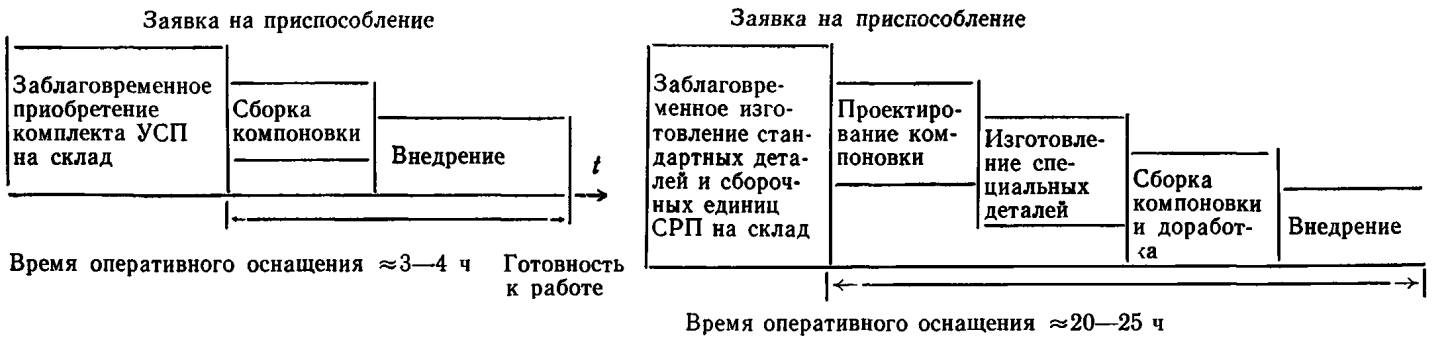 Заявка на приспособление
Заблаговременное
приобретение
комплекта УСП
на склад
Сборка
компоновки
Внедрение
t
Время оперативного оснащения ≈3—4 ч
Готовность
к работе
Заявка на приспособление
Заблаговре-
менное изго-
товление стан-
дартных дета-
лей и сбороч-
ных единиц
СРП на склад
Проектиро-
вание ком-
поновки
Изготовле-
ние спе-
циальных
деталей
Сборка
компоновки
и доработ-
ка
Внедрение
Время оперативного оснащения ≈20—25 ч